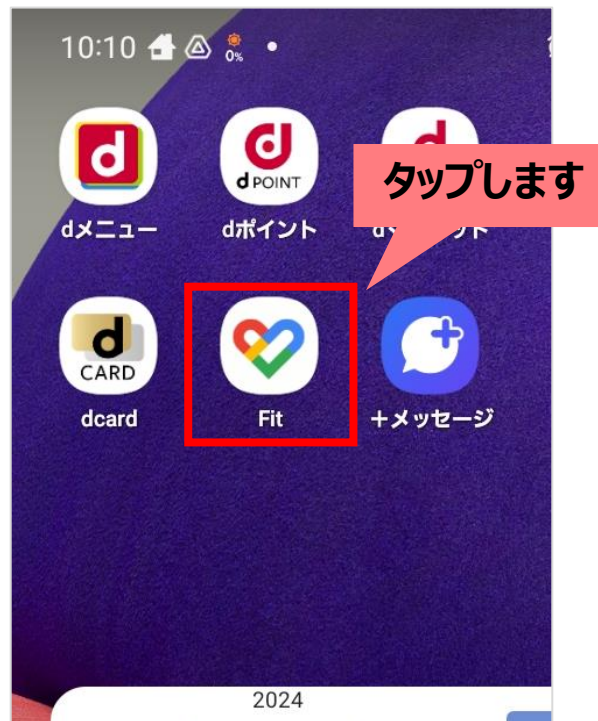 10:10
0%
d
d
d POINT
d
タップします
dメニュー
dポイント
d
CARD
dcard
Fit
+メッセージ
2024